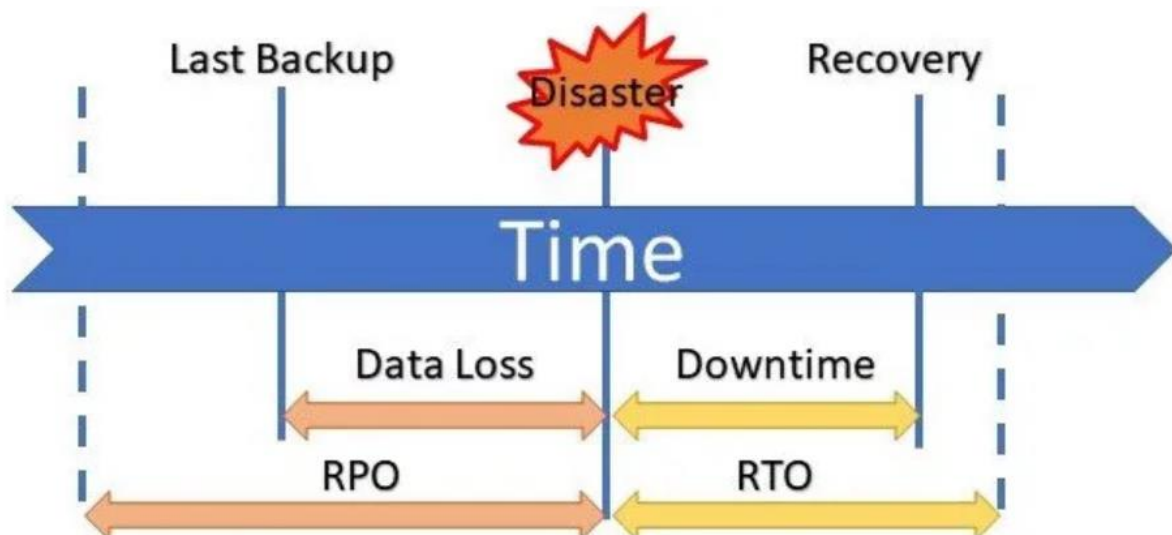 Last Backup
Disaster
Recovery
Time
Data Loss
Downtime
RPO
RTO